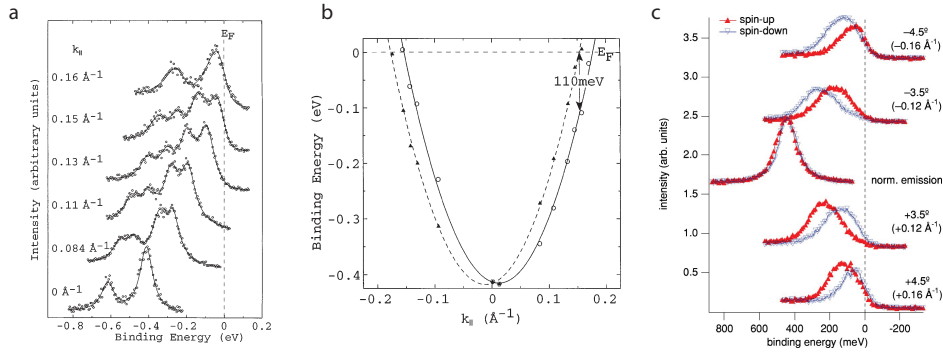 a
k∥
E_F
0.16 Å⁻¹
0.15 Å⁻¹
0.13 Å⁻¹
0.111 Å⁻¹
0.084 Å⁻¹
0 Å⁻¹
Intensity (arbitrary units)
-0.8 -0.6 -0.4 -0.2 0 0.2
Binding Energy (eV)
b
E_F
110meV
0
-0.1
-0.2
-0.3
-0.4
Binding Energy (eV)
-0.2 -0.1 0.0 0.1 0.2
k∥ (Å⁻¹)
c
spin-up
spin-down
−4.5º
(−0.16 Å⁻¹)
−3.5º
(−0.12 Å⁻¹)
norm. emission
+3.5º
(+0.12 Å⁻¹)
+4.5º
(+0.16 Å⁻¹)
3.5
3.0
2.5
2.0
1.5
1.0
0.5
intensity (arb. units)
800 600 400 200 0 -200
binding energy (meV)